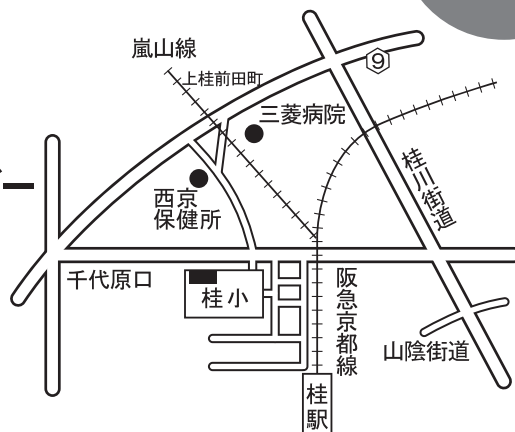 嵐山線
9
上桂前田町
三菱病院
桂川街道
西京
保健所
千代原口
桂小
阪急京都線
山陰街道
桂駅